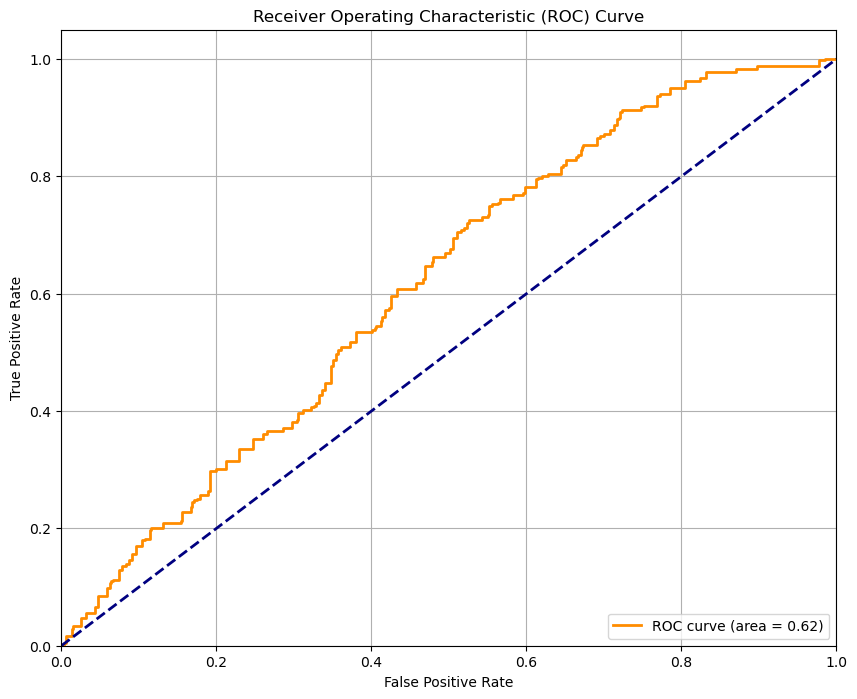 Receiver Operating Characteristic (ROC) Curve
True Positive Rate
1.0
0.8
0.6
0.4
0.2
0.0
ROC curve (area = 0.62)
0.0 0.2 0.4 0.6 0.8 1.0
False Positive Rate